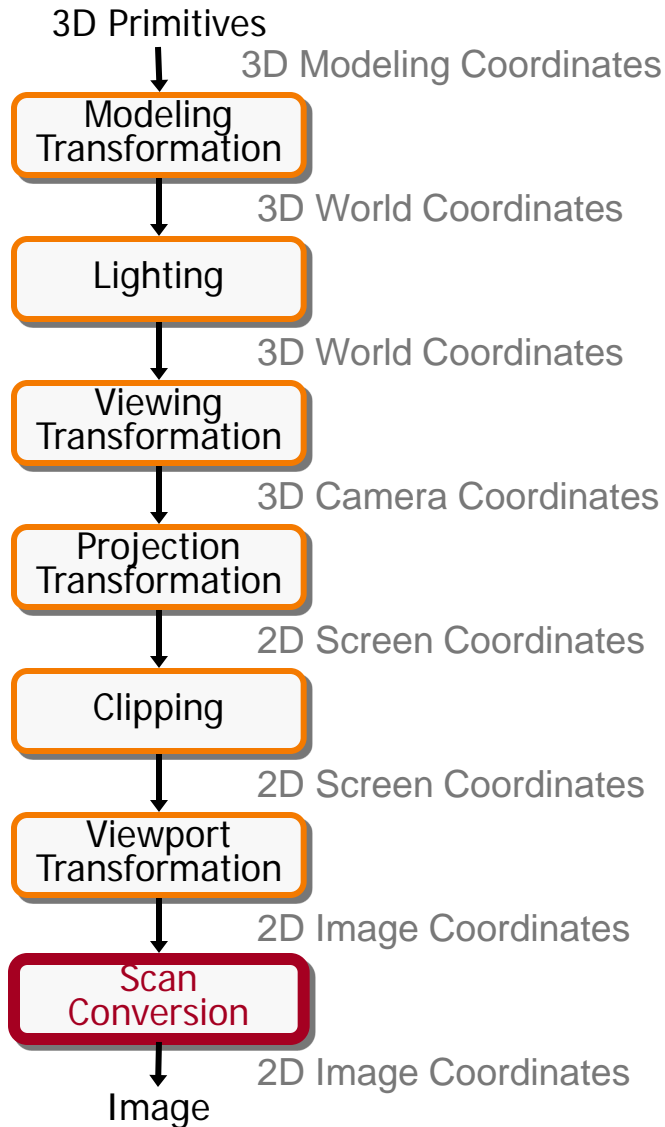 3D Primitives
3D Modeling Coordinates
Modeling
Transformation
3D World Coordinates
Lighting
3D World Coordinates
Viewing
Transformation
3D Camera Coordinates
Projection
Transformation
2D Screen Coordinates
Clipping
2D Screen Coordinates
Viewport
Transformation
2D Image Coordinates
Scan
Conversion
2D Image Coordinates
Image